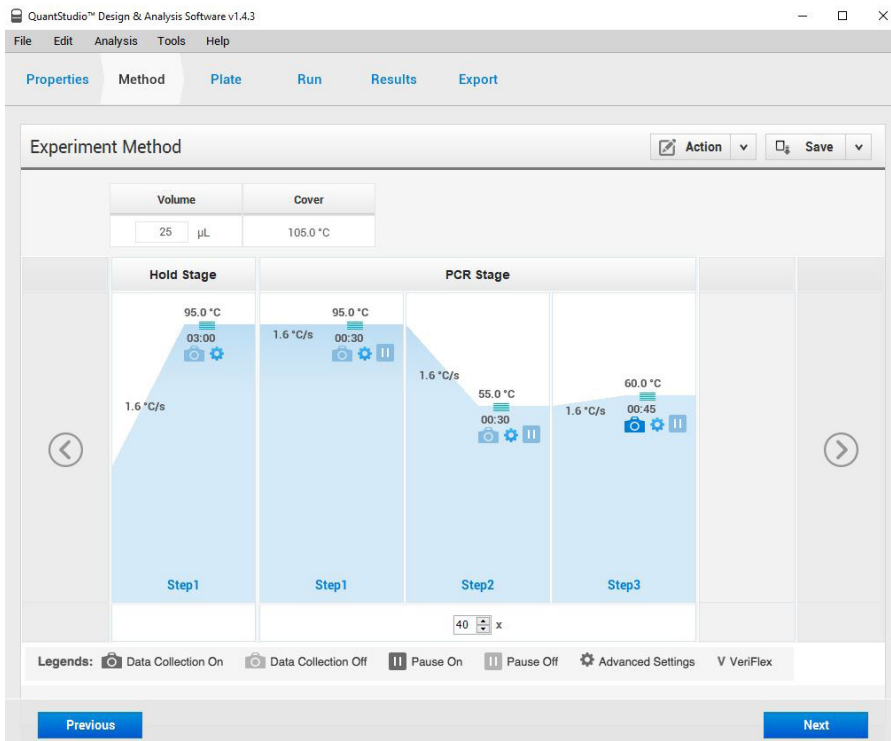 QuantStudio™ Design & Analysis Software v1.4.3
File Edit Analysis Tools Help
Properties Method Plate Run Results Export
Experiment Method Action Save
Volume Cover
25 µL 105.0 °C
Hold Stage PCR Stage
95.0 °C 95.0 °C
03:00 1.6 °C/s 00:30
1.6 °C/s 60.0 °C
55.0 °C
1.6 °C/s 00:30 1.6 °C/s 00:45
Step1 Step1 Step2 Step3
40 x
Legends: Data Collection On Data Collection Off Pause On Pause Off Advanced Settings V VeriFlex
Previous Next